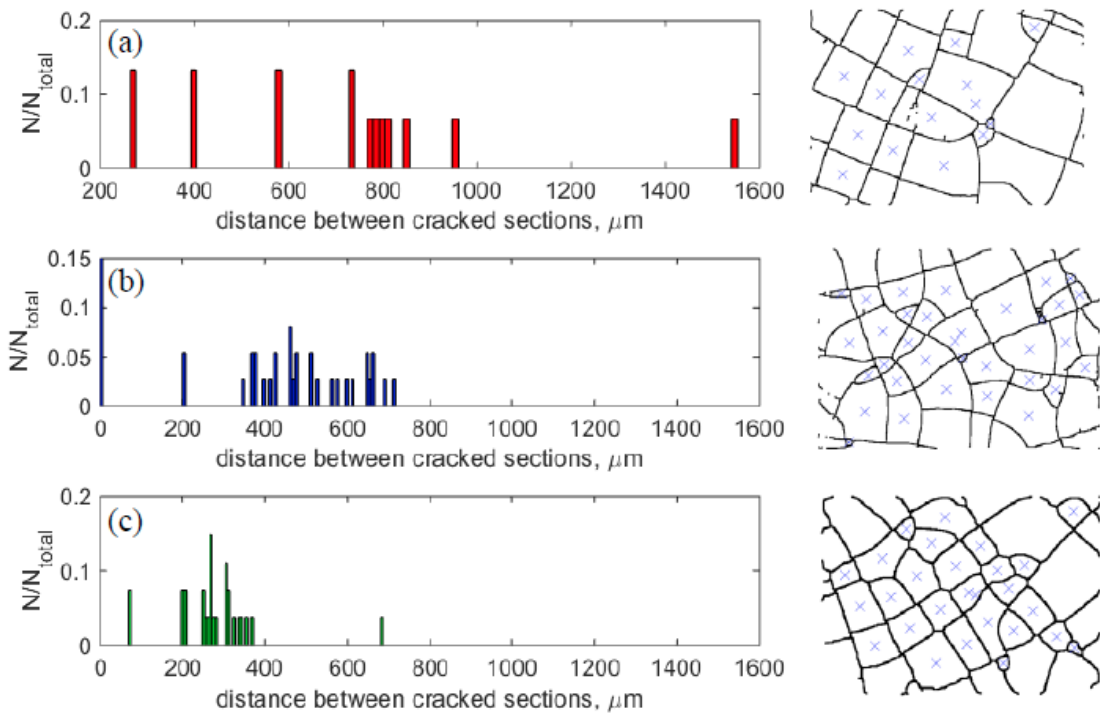 0.2
(a)
0.1
0
N/N_total
200 400 600 800 1000 1200 1400 1600
distance between cracked sections, μm
0.15
(b)
0.1
0.05
0
N/N_total
0 200 400 600 800 1000 1200 1400 1600
distance between cracked sections, μm
0.2
(c)
0.1
0
N/N_total
0 200 400 600 800 1000 1200 1400 1600
distance between cracked sections, μm